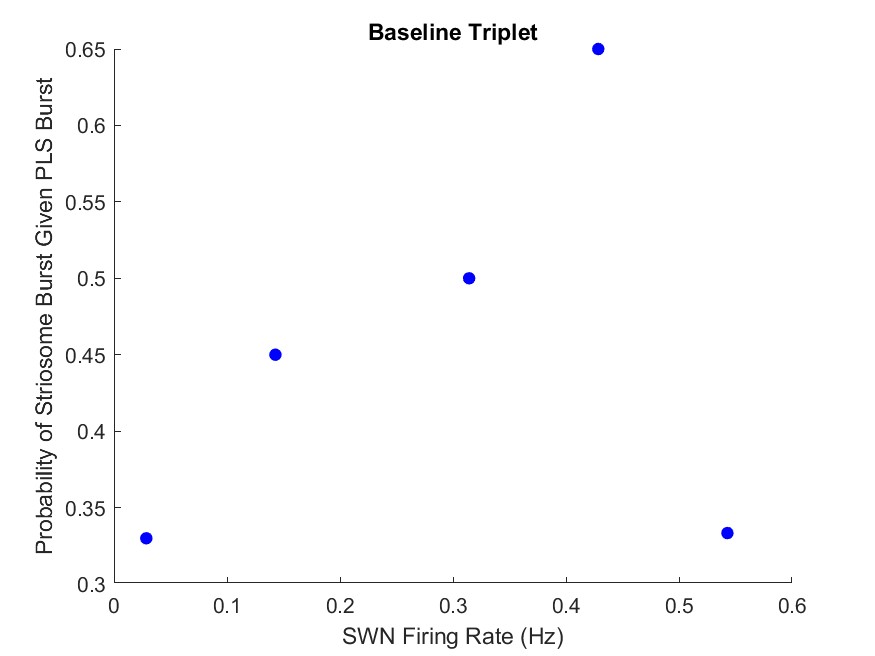 Baseline Triplet
Probability of Striosome Burst Given PLS Burst
0.65
0.6
0.55
0.5
0.45
0.4
0.35
0.3
0 0.1 0.2 0.3 0.4 0.5 0.6
SWN Firing Rate (Hz)